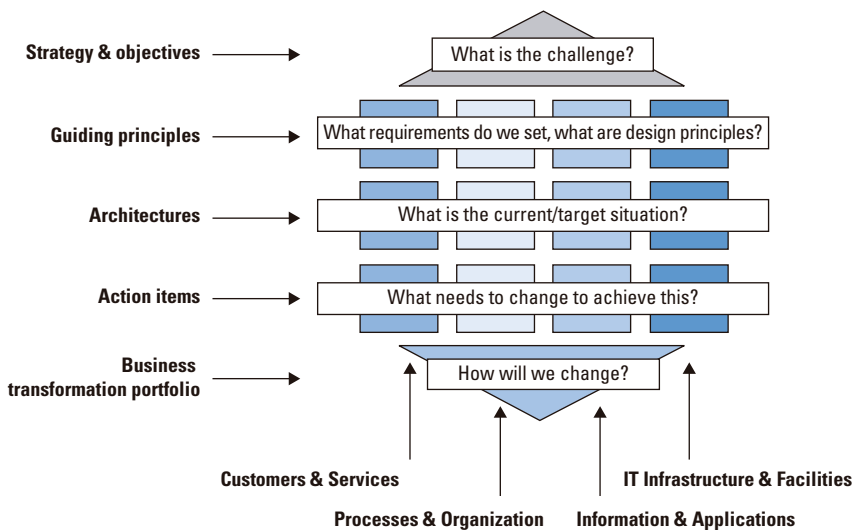 Strategy & objectives
What is the challenge?
Guiding principles
What requirements do we set, what are design principles?
Architectures
What is the current/target situation?
Action items
What needs to change to achieve this?
Business
transformation portfolio
How will we change?
Customers & Services
IT Infrastructure & Facilities
Processes & Organization
Information & Applications